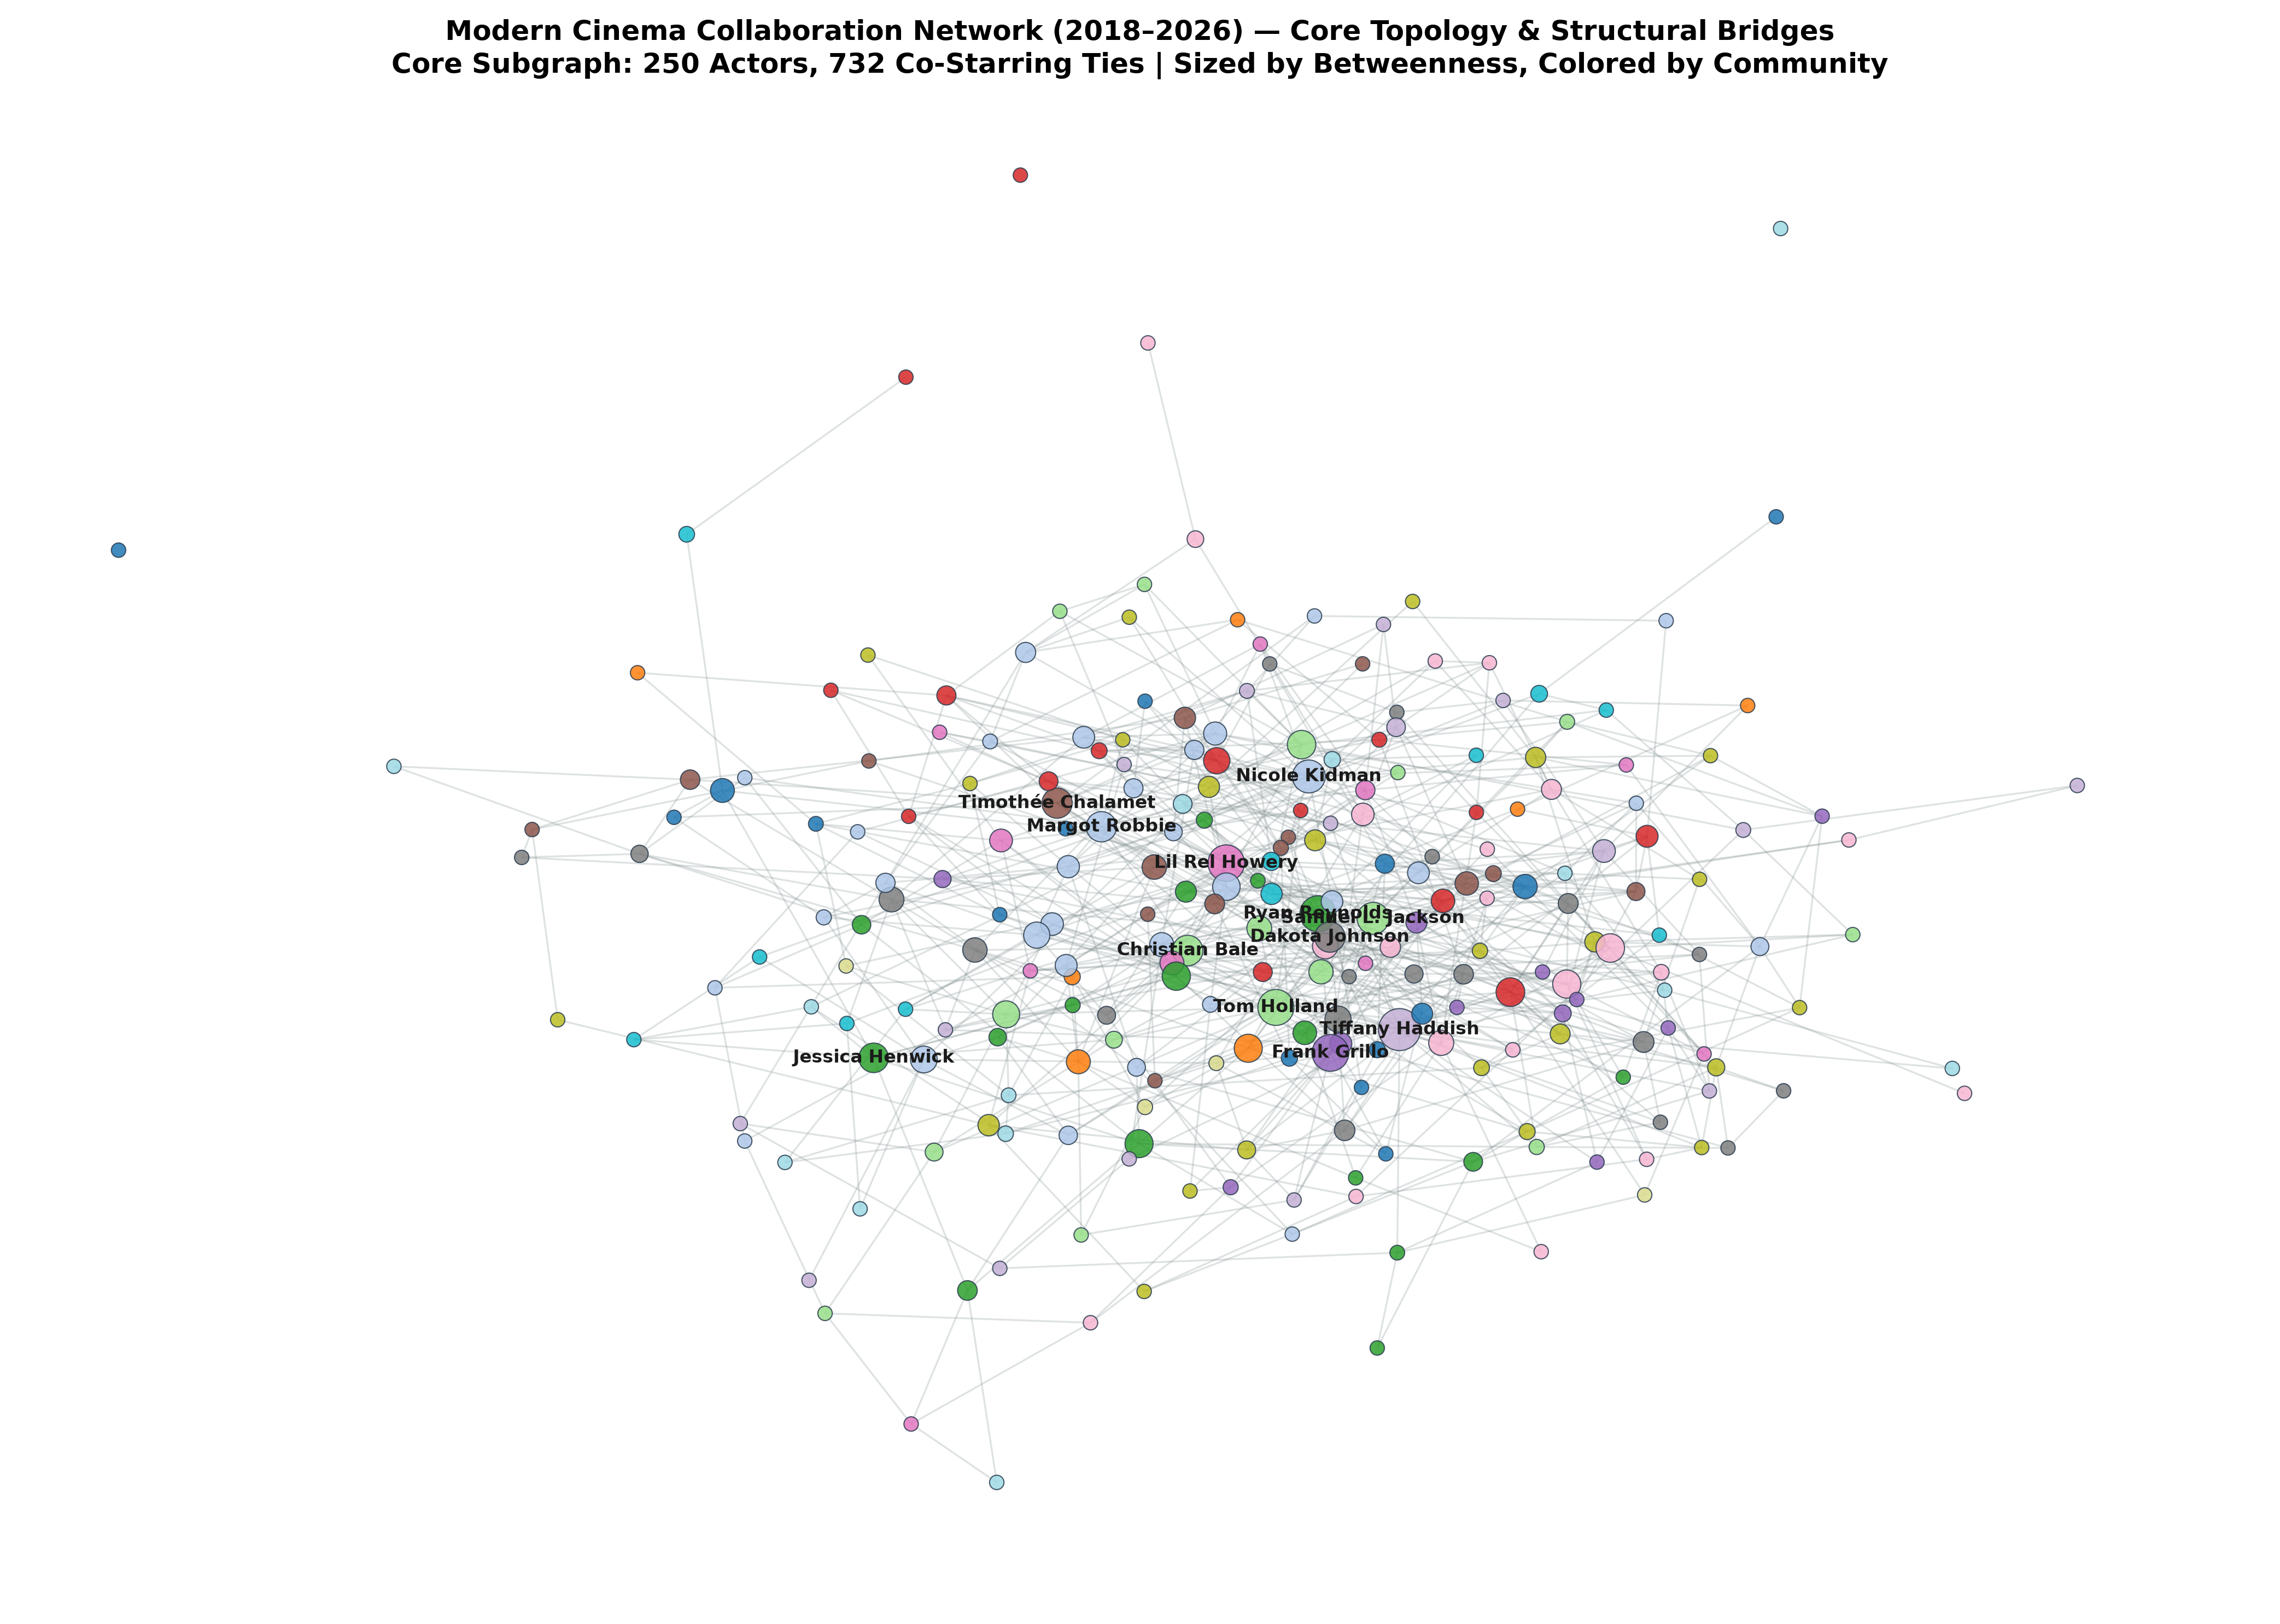 Modern Cinema Collaboration Network (2018–2026) — Core Topology & Structural Bridges
Core Subgraph: 250 Actors, 732 Co-Starring Ties | Sized by Betweenness, Colored by Community
Nicole Kidman
Timothée Chalamet
Margot Robbie
Lil Rel Howery
Ryan Reynolds
Samuel L. Jackson
Dakota Johnson
Christian Bale
Tom Holland
Tiffany Haddish
Frank Grillo
Jessica Henwick